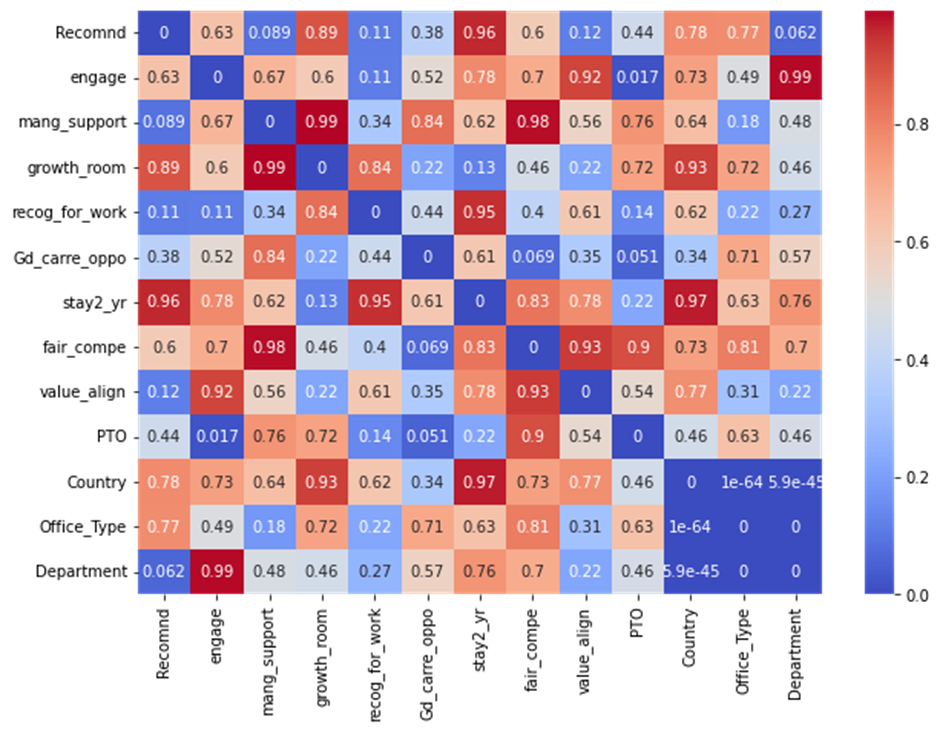 Recomnd 0 0.63 0.089 0.89 0.11 0.38 0.96 0.6 0.12 0.44 0.78 0.77 0.062
engage 0.63 0 0.67 0.6 0.11 0.52 0.78 0.7 0.92 0.017 0.73 0.49 0.99
mang_support 0.089 0.67 0 0.99 0.34 0.84 0.62 0.98 0.56 0.76 0.64 0.18 0.48
growth_room 0.89 0.6 0.99 0 0.84 0.22 0.13 0.46 0.22 0.72 0.93 0.72 0.46
recog_for_work 0.11 0.11 0.34 0.84 0 0.44 0.95 0.4 0.61 0.14 0.62 0.22 0.27
Gd_carre_oppo 0.38 0.52 0.84 0.22 0.44 0 0.61 0.069 0.35 0.051 0.34 0.71 0.57
stay2_yr 0.96 0.78 0.62 0.13 0.95 0.61 0 0.83 0.78 0.22 0.97 0.63 0.76
fair_compe 0.6 0.7 0.98 0.46 0.4 0.069 0.83 0 0.93 0.9 0.73 0.81 0.7
value_align 0.12 0.92 0.56 0.22 0.61 0.35 0.78 0.93 0 0.54 0.77 0.31 0.22
PTO 0.44 0.017 0.76 0.72 0.14 0.051 0.22 0.9 0.54 0 0.46 0.63 0.46
Country 0.78 0.73 0.64 0.93 0.62 0.34 0.97 0.73 0.77 0.46 0 1e-64 5.9e-45
Office_Type 0.77 0.49 0.18 0.72 0.22 0.71 0.63 0.81 0.31 0.63 1e-64 0 0
Department 0.062 0.99 0.48 0.46 0.27 0.57 0.76 0.7 0.22 0.46 5.9e-45 0 0
Recomnd
engage
mang_support
growth_room
recog_for_work
Gd_carre_oppo
stay2_yr
fair_compe
value_align
PTO
Country
Office_Type
Department
0.8
0.6
0.4
0.2
0.0